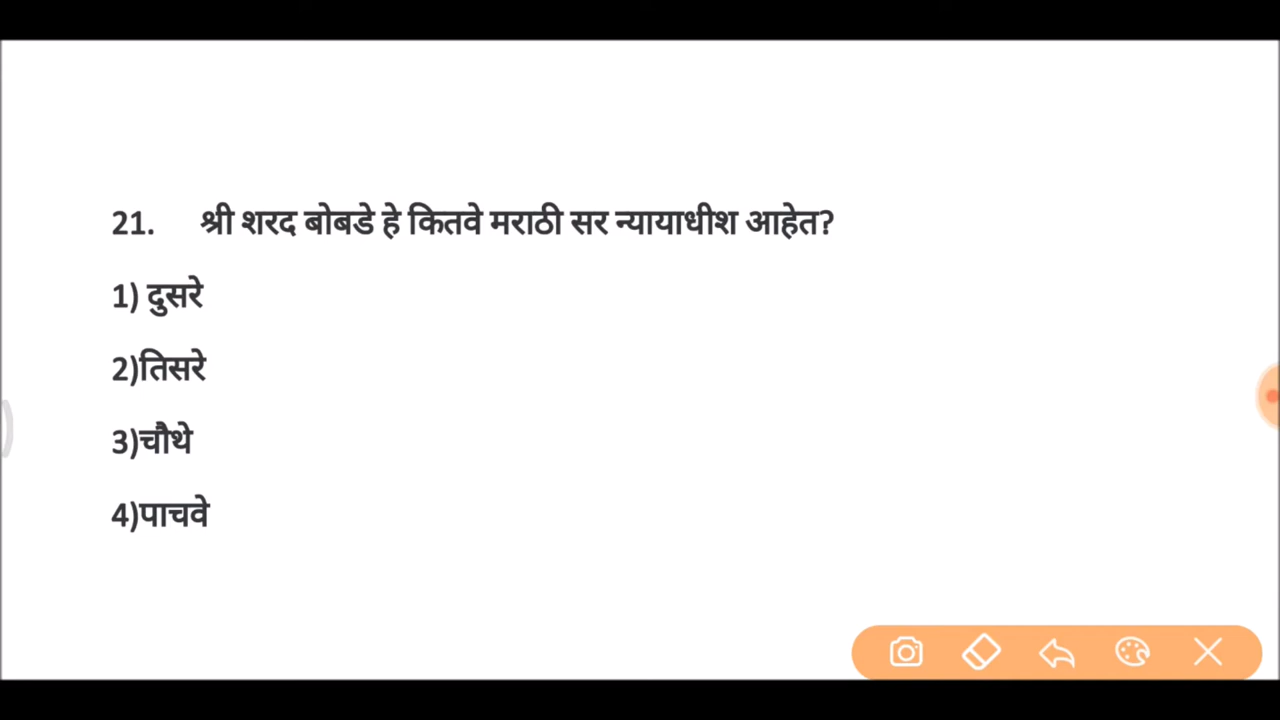 21. श्री शरद बोबडे हे कितवे मराठी सर न्यायाधीश आहेत?
1) दुसरे
2)तिसरे
3)चौथे
4)पाचवे